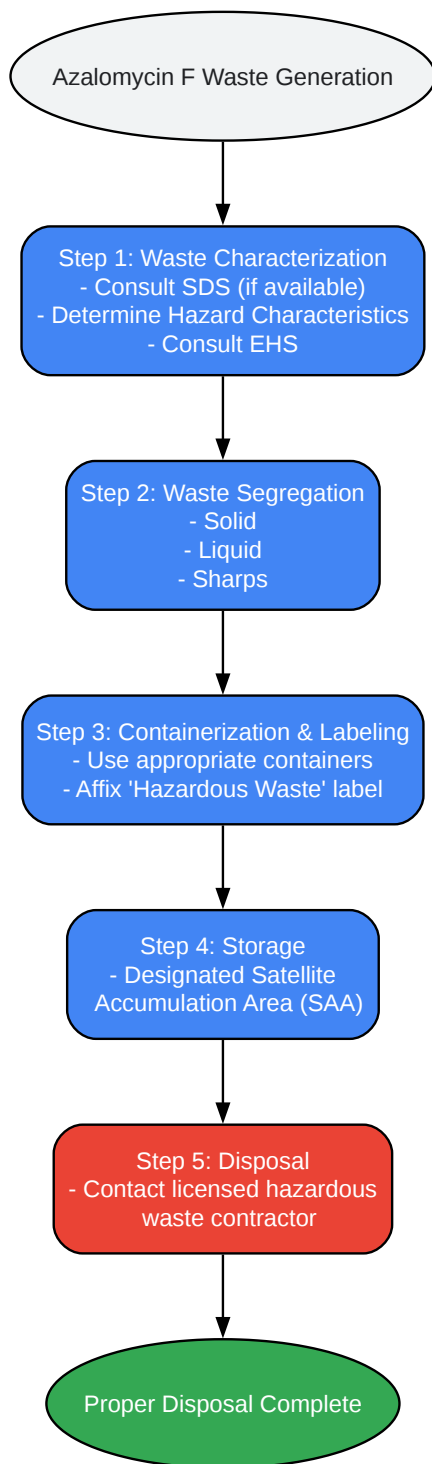 Azalomycin F Waste Generation
Step 1: Waste Characterization
- Consult SDS (if available)
- Determine Hazard Characteristics
- Consult EHS
Step 2: Waste Segregation
- Solid
- Liquid
- Sharps
Step 3: Containerization & Labeling
- Use appropriate containers
- Affix 'Hazardous Waste' label
Step 4: Storage
- Designated Satellite
Accumulation Area (SAA)
Step 5: Disposal
- Contact licensed hazardous
waste contractor
Proper Disposal Complete